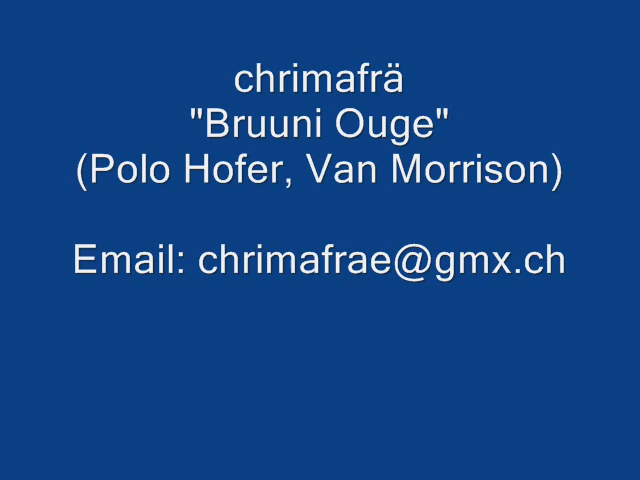 chrimafrä
"Bruuni Ouge"
(Polo Hofer, Van Morrison)
Email: chrimafrae@gmx.ch